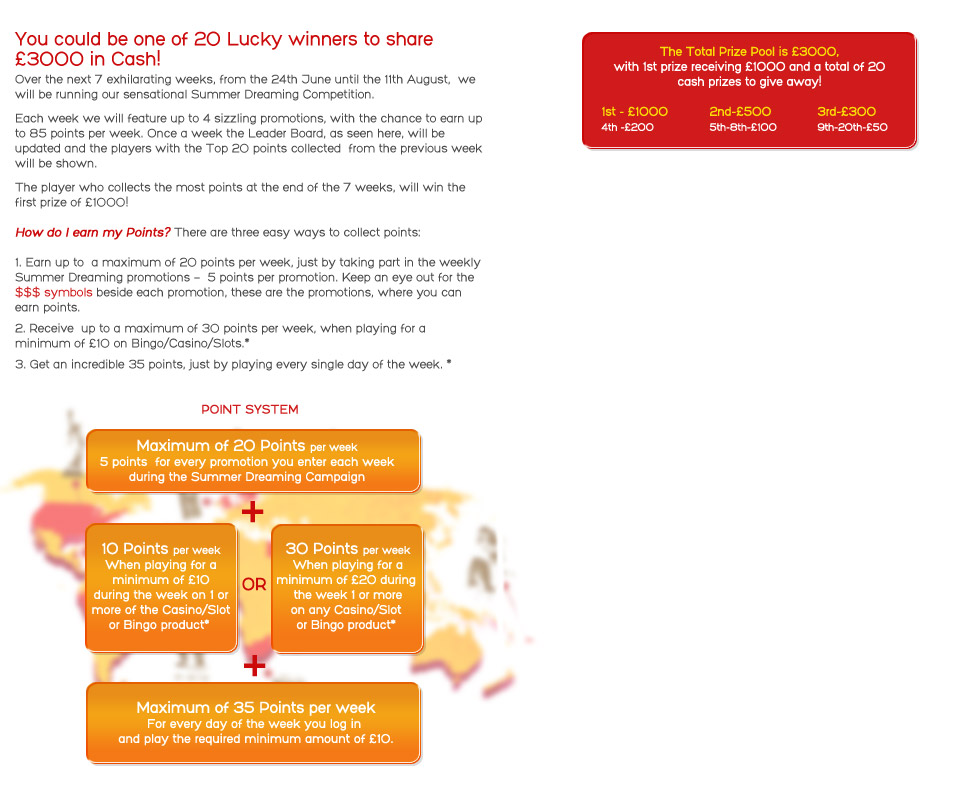 You could be one of 20 Lucky winners to share
£3000 in Cash!
Over the next 7 exhilarating weeks, from the 24th June until the 11th August, we
will be running our sensational Summer Dreaming Competition.
Each week we will feature up to 4 sizzling promotions, with the chance to earn up
to 85 points per week. Once a week the Leader Board, as seen here, will be
updated and the players with the Top 20 points collected from the previous week
will be shown.
The player who collects the most points at the end of the 7 weeks, will win the
first prize of £1000!
How do I earn my Points? There are three easy ways to collect points:
1. Earn up to a maximum of 20 points per week, just by taking part in the weekly
Summer Dreaming promotions – 5 points per promotion. Keep an eye out for the
$$$ symbols beside each promotion, these are the promotions, where you can
earn points.
2. Receive up to a maximum of 30 points per week, when playing for a
minimum of £10 on Bingo/Casino/Slots.*
3. Get an incredible 35 points, just by playing every single day of the week. *
POINT SYSTEM
Maximum of 20 Points per week
5 points for every promotion you enter each week
during the Summer Dreaming Campaign
+
10 Points per week
When playing for a
minimum of £10
during the week on 1 or
more of the Casino/Slot
or Bingo product*
OR
30 Points per week
When playing for a
minimum of £20 during
the week 1 or more
on any Casino/Slot
or Bingo product*
+
Maximum of 35 Points per week
For every day of the week you log in
and play the required minimum amount of £10.
The Total Prize Pool is £3000,
with 1st prize receiving £1000 and a total of 20
cash prizes to give away!
1st - £1000 2nd-£500 3rd-£300
4th -£200 5th-8th-£100 9th-20th-£50